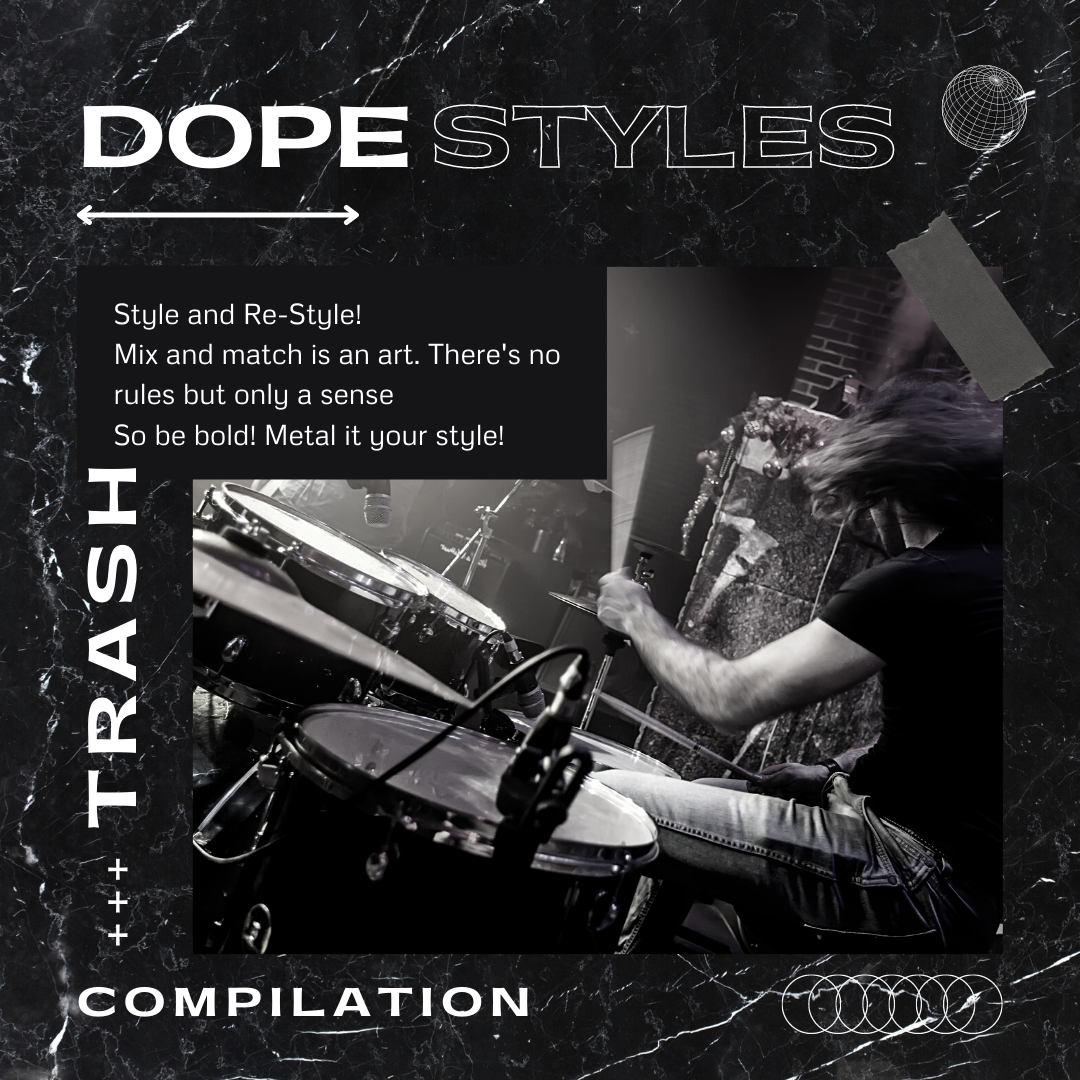 DOPE STYLES
Style and Re-Style!
Mix and match is an art. There's no
rules but only a sense
So be bold! Metal it your style!
+++ TRASH
COMPILATION